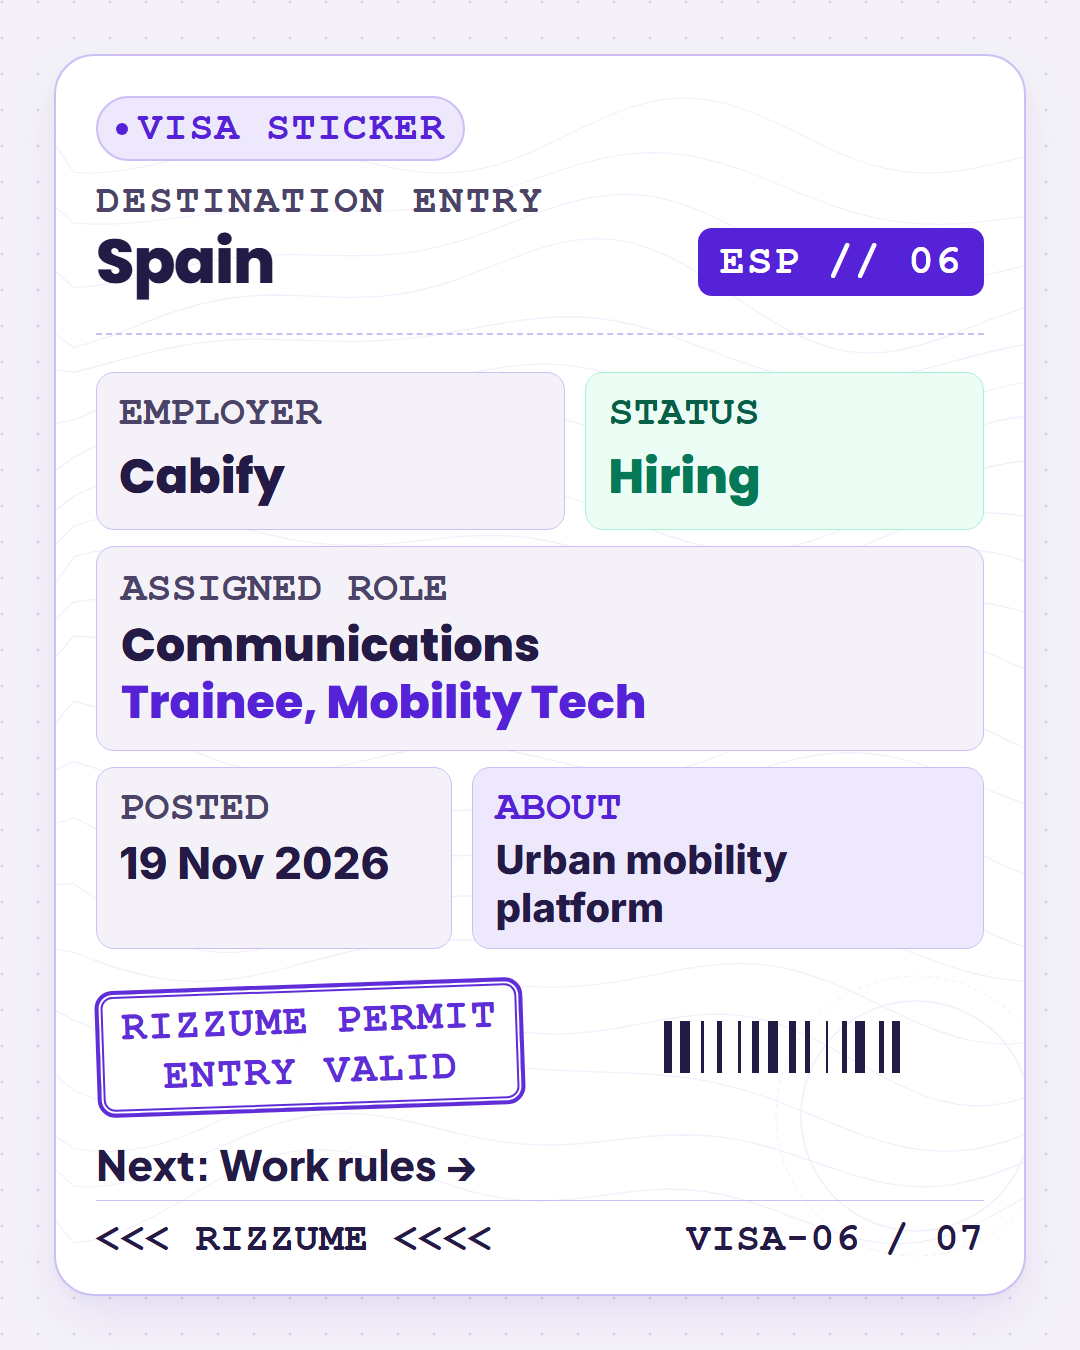 • VISA STICKER
DESTINATION ENTRY
Spain
ESP // 06
EMPLOYER
Cabify
STATUS
Hiring
ASSIGNED ROLE
Communications
Trainee, Mobility Tech
POSTED
19 Nov 2026
ABOUT
Urban mobility
platform
RIZZUME PERMIT
ENTRY VALID
Next: Work rules →
<<< RIZZUME <<<<
VISA-06 / 07